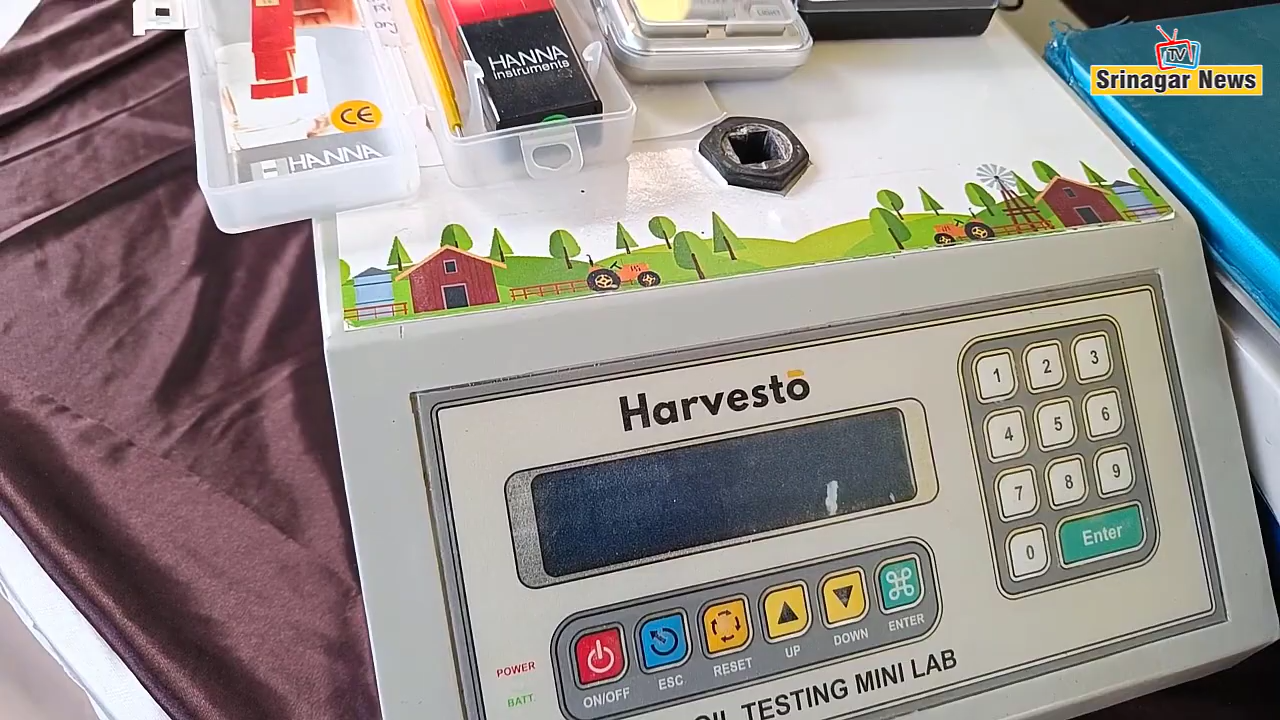 TV
Srinagar News
HANNA
instruments
CE
HANNA
Harvesto
1 2 3
4 5 6
7 8 9
0 Enter
POWER
BATT.
ON/OFF ESC RESET UP DOWN ENTER
TESTING MINI LAB